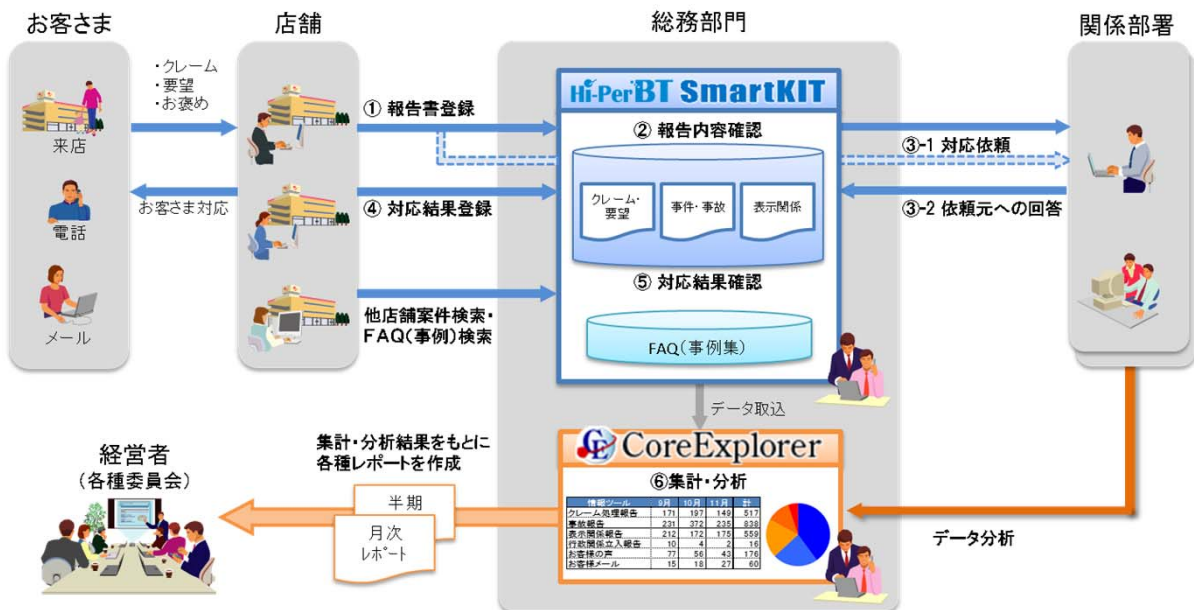 お客さま
店舗
総務部門
関係部署
・クレーム
・要望
・お褒め
来店
電話
メール
お客さま対応
① 報告書登録
④ 対応結果登録
他店舗案件検索・
FAQ(事例)検索
Hi-PerBT SmartKIT
② 報告内容確認
クレーム・
要望
事件・事故
表示関係
⑤ 対応結果確認
FAQ(事例集)
③-1 対応依頼
③-2 依頼元への回答
データ取込
CE CoreExplorer
⑥集計・分析
情報ツール 9月 10月 11月 計
クレーム処理報告 171 197 149 517
事故報告 231 372 235 838
表示関係報告 212 172 175 559
行政関係立入報告 10 4 2 16
お客様の声 77 56 43 176
お客様メール 15 18 27 60
データ分析
集計・分析結果をもとに
各種レポートを作成
半期
月次
レポート
経営者
(各種委員会)